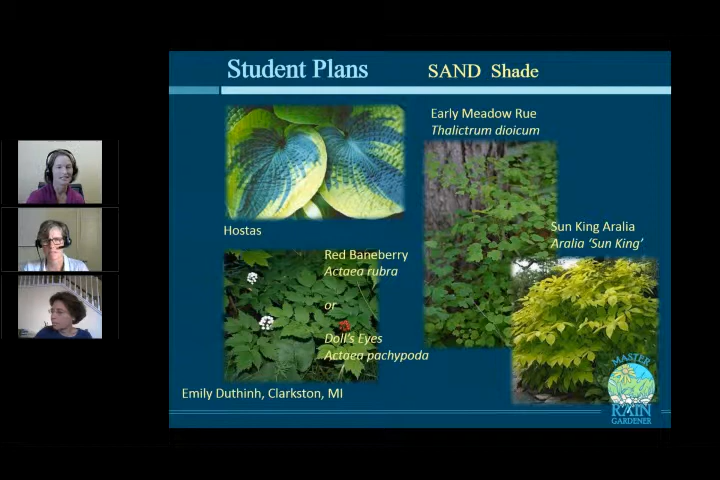 Student Plans
SAND Shade
Early Meadow Rue
Thalictrum dioicum
Hostas
Sun King Aralia
Aralia ‘Sun King’
Red Baneberry
Actaea rubra
or
Doll's Eyes
Actaea pachypoda
Emily Duthinh, Clarkston, MI
MASTER
RAIN
GARDENER